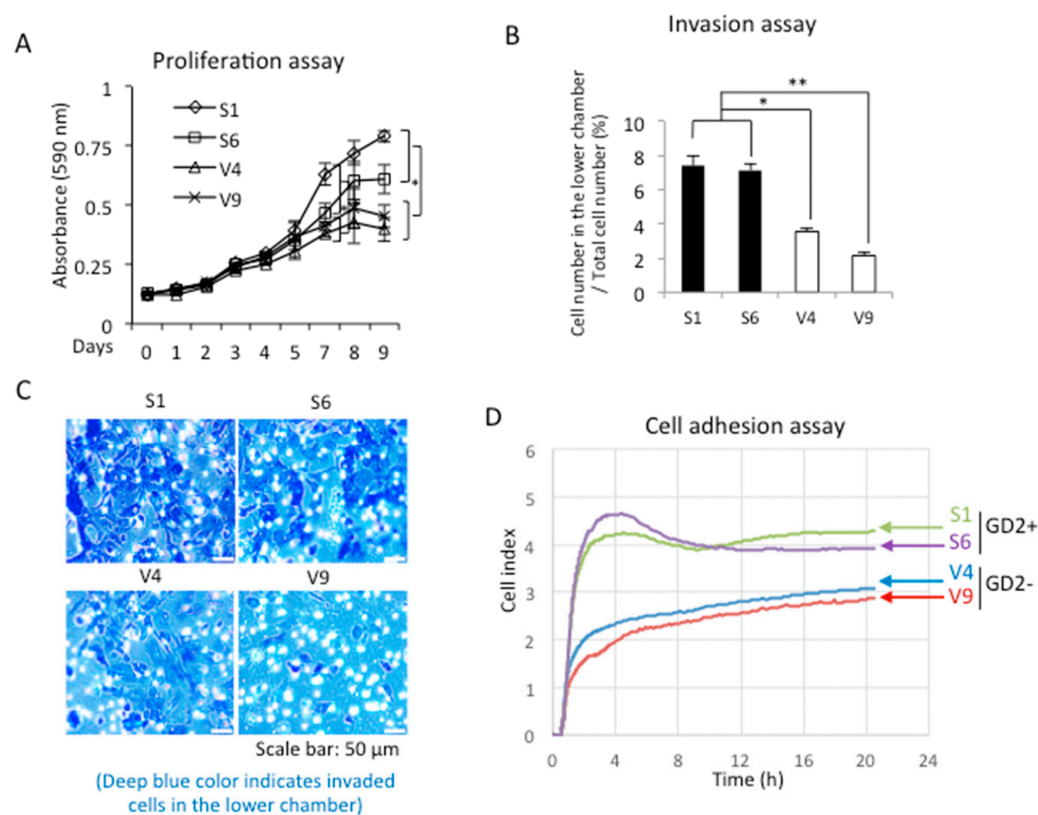 A
Proliferation assay
Absorbance (590 nm)
1
0.75
0.5
0.25
0
S1
S6
V4
V9
*
*
Days
0 1 2 3 4 5 7 8 9
B
Invasion assay
Cell number in the lower chamber
/ Total cell number (%)
10
8
6
4
2
0
**
*
S1 S6 V4 V9
C
S1 S6
V4 V9
Scale bar: 50 μm
(Deep blue color indicates invaded
cells in the lower chamber)
D
Cell adhesion assay
Cell index
6
5
4
3
2
1
0
0 4 8 12 16 20 24
Time (h)
S1
S6
GD2+
V4
V9
GD2-